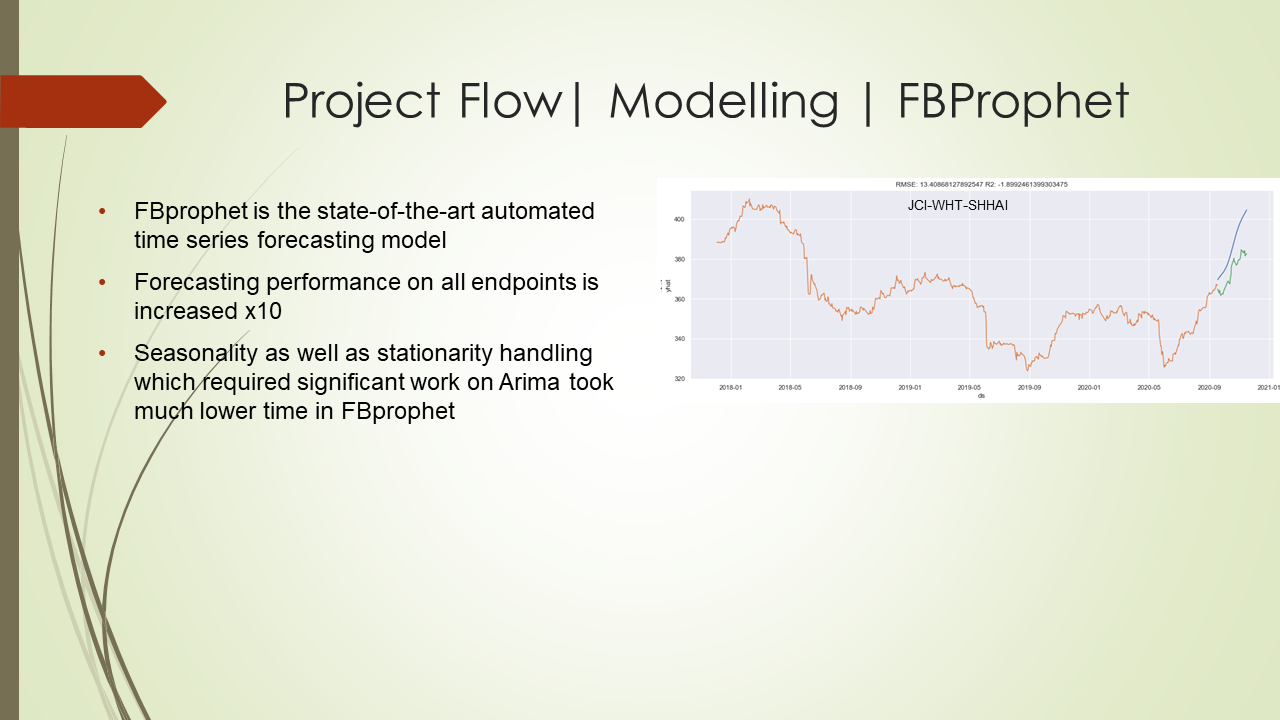 Project Flow| Modelling | FBProphet
• FBprophet is the state-of-the-art automated
time series forecasting model
• Forecasting performance on all endpoints is
increased x10
• Seasonality as well as stationarity handling
which required significant work on Arima took
much lower time in FBprophet
RMSE: 13.40868127892547 R2: -1.8992461399303475
JCI-WHT-SHHAI
400
380
360
340
320
yhat
2018-01 2018-05 2018-09 2019-01 2019-05 2019-09 2020-01 2020-05 2020-09 2021-01
ds